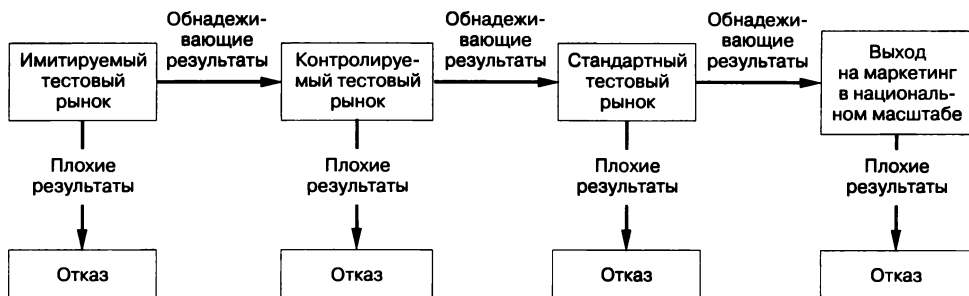 Обнадежи-
вающие
результаты
Обнадежи-
вающие
результаты
Обнадежи-
вающие
результаты
Имитируемый
тестовый
рынок
Контролируе-
мый тестовый
рынок
Стандартный
тестовый
рынок
Выход
на маркетинг
в националь-
ном масштабе
Плохие
результаты
Плохие
результаты
Плохие
результаты
Плохие
результаты
Отказ
Отказ
Отказ
Отказ